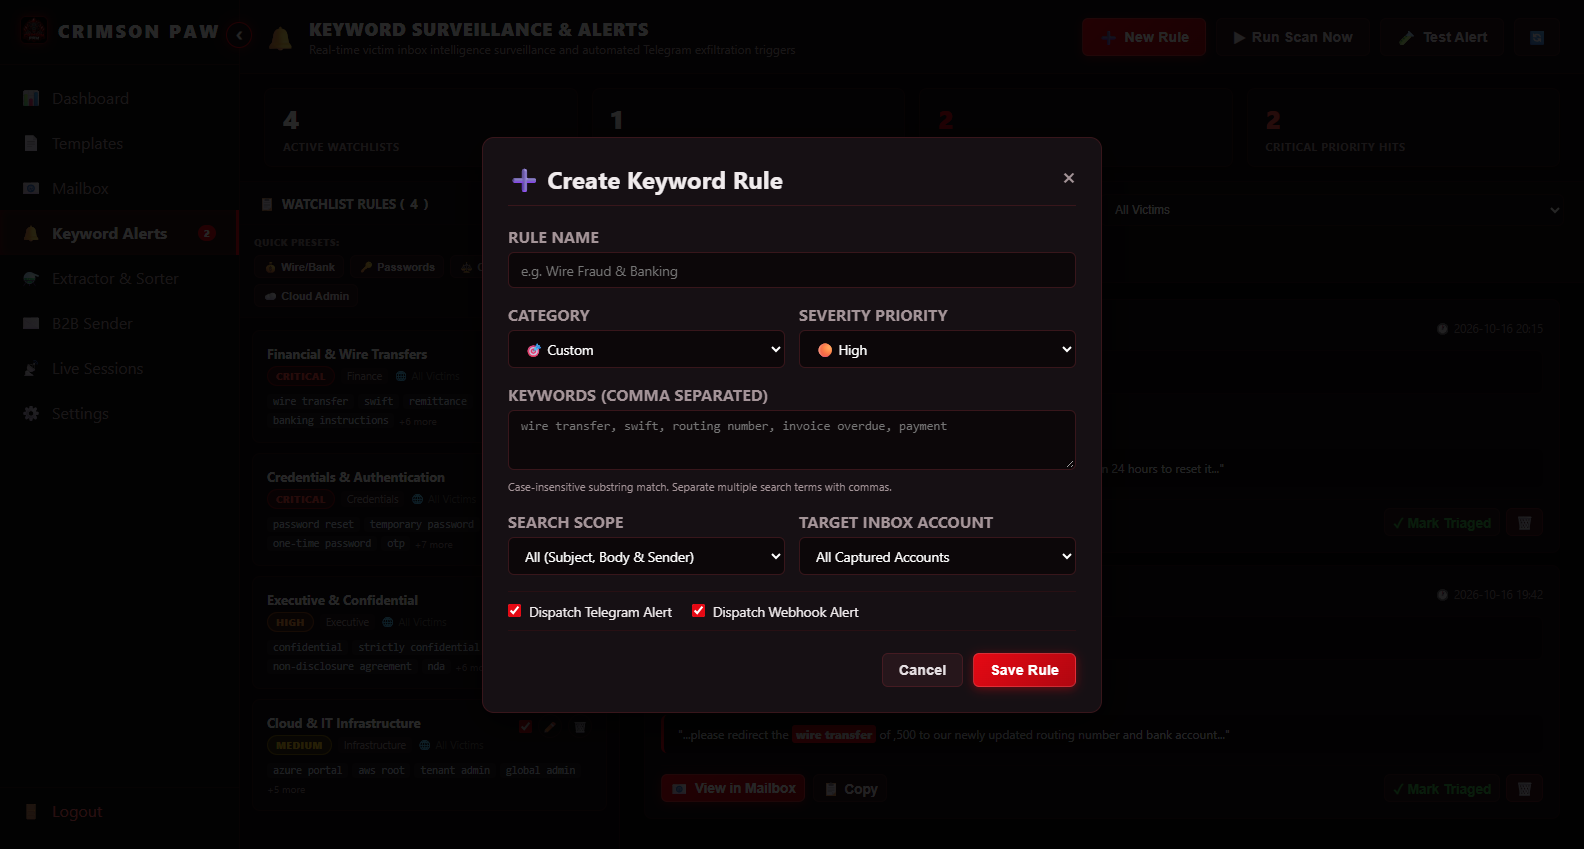 CRIMSON PAW
KEYWORD SURVEILLANCE & ALERTS
Real-time victim inbox intelligence surveillance and automated Telegram exfiltration triggers
New Rule
Run Scan Now
Test Alert
Dashboard
Templates
Mailbox
Keyword Alerts
2
Extractor & Sorter
B2B Sender
Live Sessions
Settings
Logout
4
ACTIVE WATCHLISTS
1
2
2
CRITICAL PRIORITY HITS
WATCHLIST RULES ( 4 )
QUICK PRESETS:
Wire/Bank
Passwords
Cloud Admin
All Victims
Financial & Wire Transfers
CRITICAL Finance All Victims
wire transfer swift remittance
banking instructions +6 more
Credentials & Authentication
CRITICAL Credentials All Victims
password reset temporary password
one-time password otp +7 more
Executive & Confidential
HIGH Executive All Victims
confidential strictly confidential
non-disclosure agreement nda
Cloud & IT Infrastructure
MEDIUM Infrastructure All Victims
azure portal aws root tenant admin global admin
+3 more
Create Keyword Rule
×
RULE NAME
e.g. Wire Fraud & Banking
CATEGORY
Custom
SEVERITY PRIORITY
High
KEYWORDS (COMMA SEPARATED)
wire transfer, swift, routing number, invoice overdue, payment
Case-insensitive substring match. Separate multiple search terms with commas.
SEARCH SCOPE
All (Subject, Body & Sender)
TARGET INBOX ACCOUNT
All Captured Accounts
Dispatch Telegram Alert
Dispatch Webhook Alert
Cancel
Save Rule
2026-10-16 20:15
24 hours to reset it..."
✓ Mark Triaged
2026-10-16 19:42
"...please redirect the wire transfer of ,500 to our newly updated routing number and bank account..."
View in Mailbox
Copy
✓ Mark Triaged